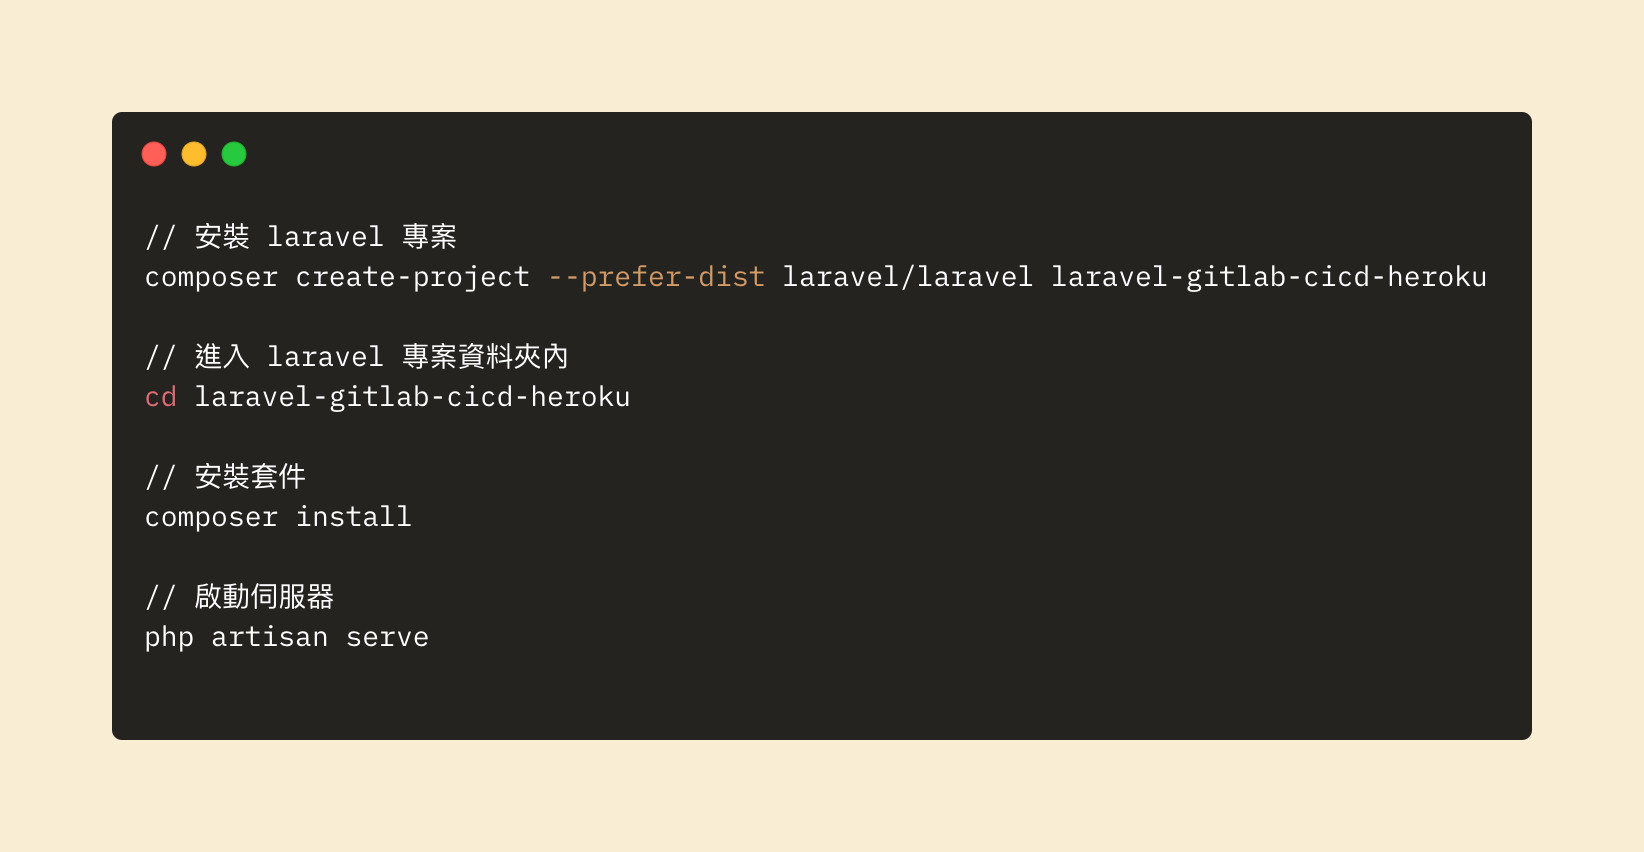 // 安裝 laravel 專案
composer create-project --prefer-dist laravel/laravel laravel-gitlab-cicd-heroku
// 進入 laravel 專案資料夾內
cd laravel-gitlab-cicd-heroku
// 安裝套件
composer install
// 啟動伺服器
php artisan serve